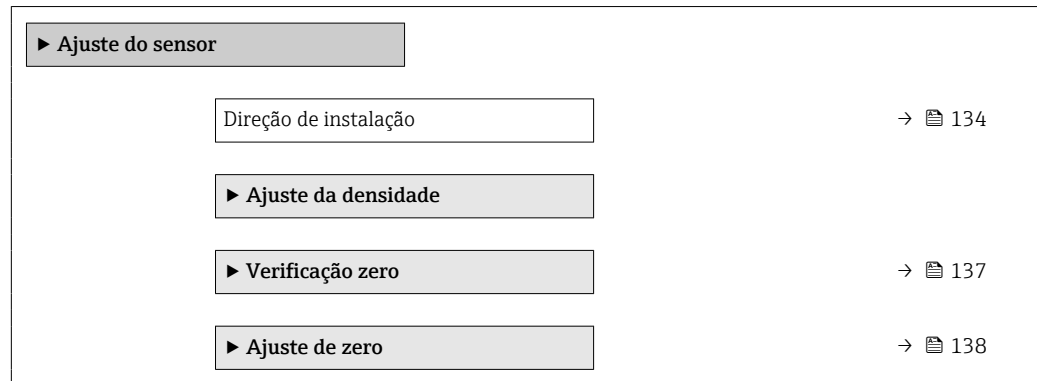 ▶ Ajuste do sensor
Direção de instalação → 134
▶ Ajuste da densidade
▶ Verificação zero → 137
▶ Ajuste de zero → 138